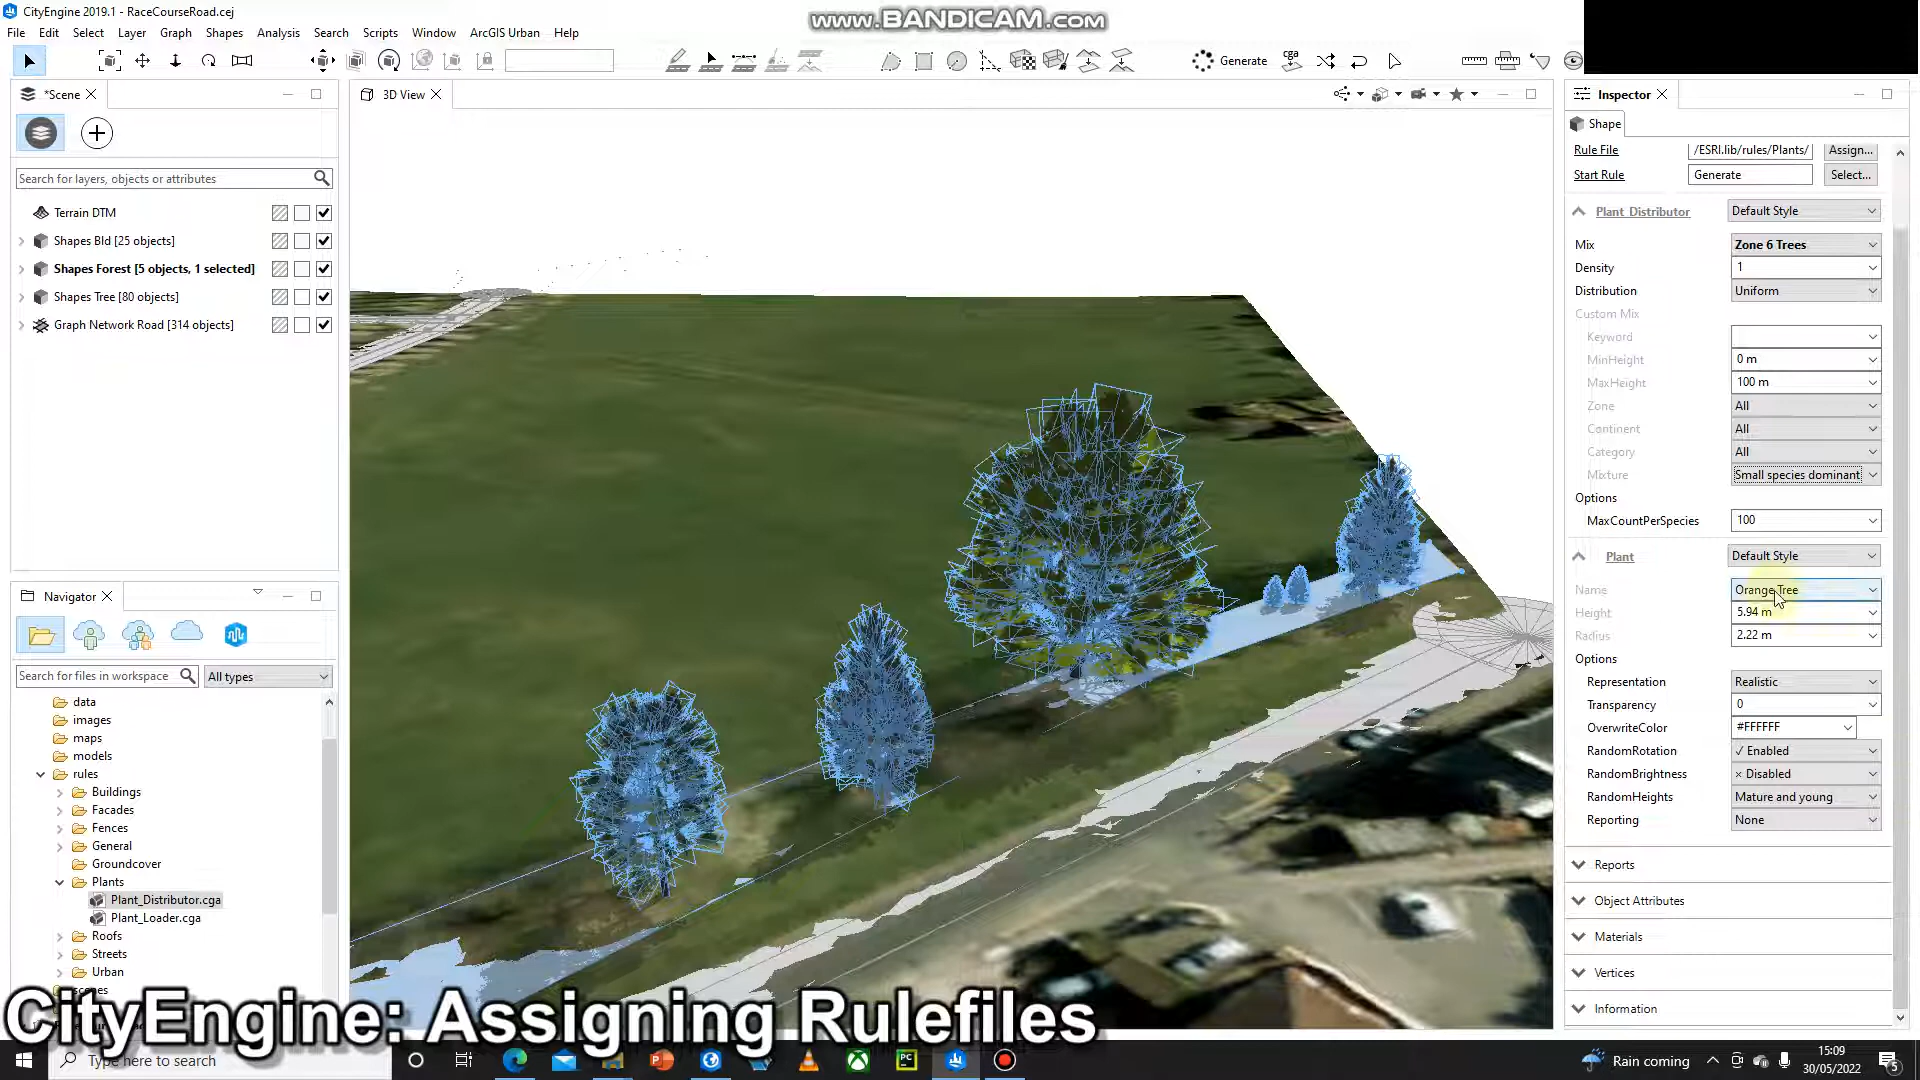 CityEngine 2019.1 - RaceCourseRoad.cej
www.BANDICAM.com
File Edit Select Layer Graph Shapes Analysis Search Scripts Window ArcGIS Urban Help
cga
Generate
*Scene
3D View
Inspector
Shape
Rule File /ESRI.lib/rules/Plants/ Assign...
Start Rule Generate Select...
Search for layers, objects or attributes
Terrain DTM
Shapes Bld [25 objects]
Shapes Forest [5 objects, 1 selected]
Shapes Tree [80 objects]
Graph Network Road [314 objects]
Plant Distributor Default Style
Mix Zone 6 Trees
Density 1
Distribution Uniform
Custom Mix
Keyword
MinHeight 0 m
MaxHeight 100 m
Zone All
Continent All
Category All
Mixture Small species dominant
Options
MaxCountPerSpecies 100
Plant Default Style
Name Orange Tree
Height 5.94 m
Radius 2.22 m
Options
Representation Realistic
Transparency 0
OverwriteColor #FFFFFF
RandomRotation ✓ Enabled
RandomBrightness × Disabled
RandomHeights Mature and young
Reporting None
Reports
Object Attributes
Materials
Vertices
Information
Navigator
Search for files in workspace All types
data
images
maps
models
rules
Buildings
Facades
Fences
General
Groundcover
Plants
Plant_Distributor.cga
Plant_Loader.cga
Roofs
Streets
Urban
scenes
CityEngine: Assigning Rulefiles
Type here to search
PC
Rain coming
15:09
30/05/2022
5